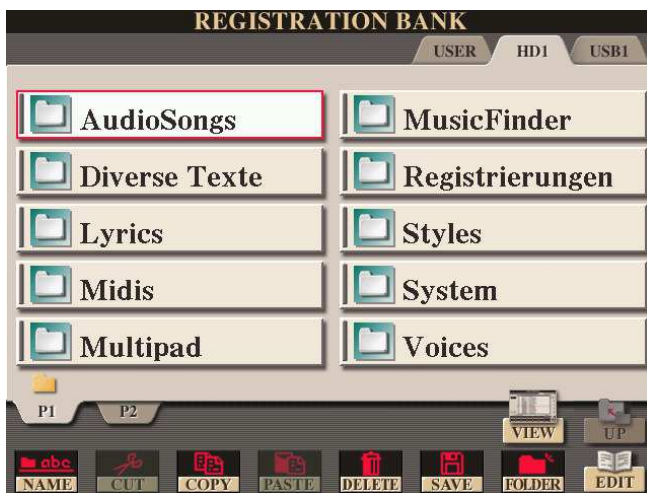 REGISTRATION BANK
USER HD1 USB1
AudioSongs
MusicFinder
Diverse Texte
Registrierungen
Lyrics
Styles
Midis
System
Multipad
Voices
P1 P2
VIEW UP
abc
NAME CUT COPY PASTE DELETE SAVE FOLDER EDIT